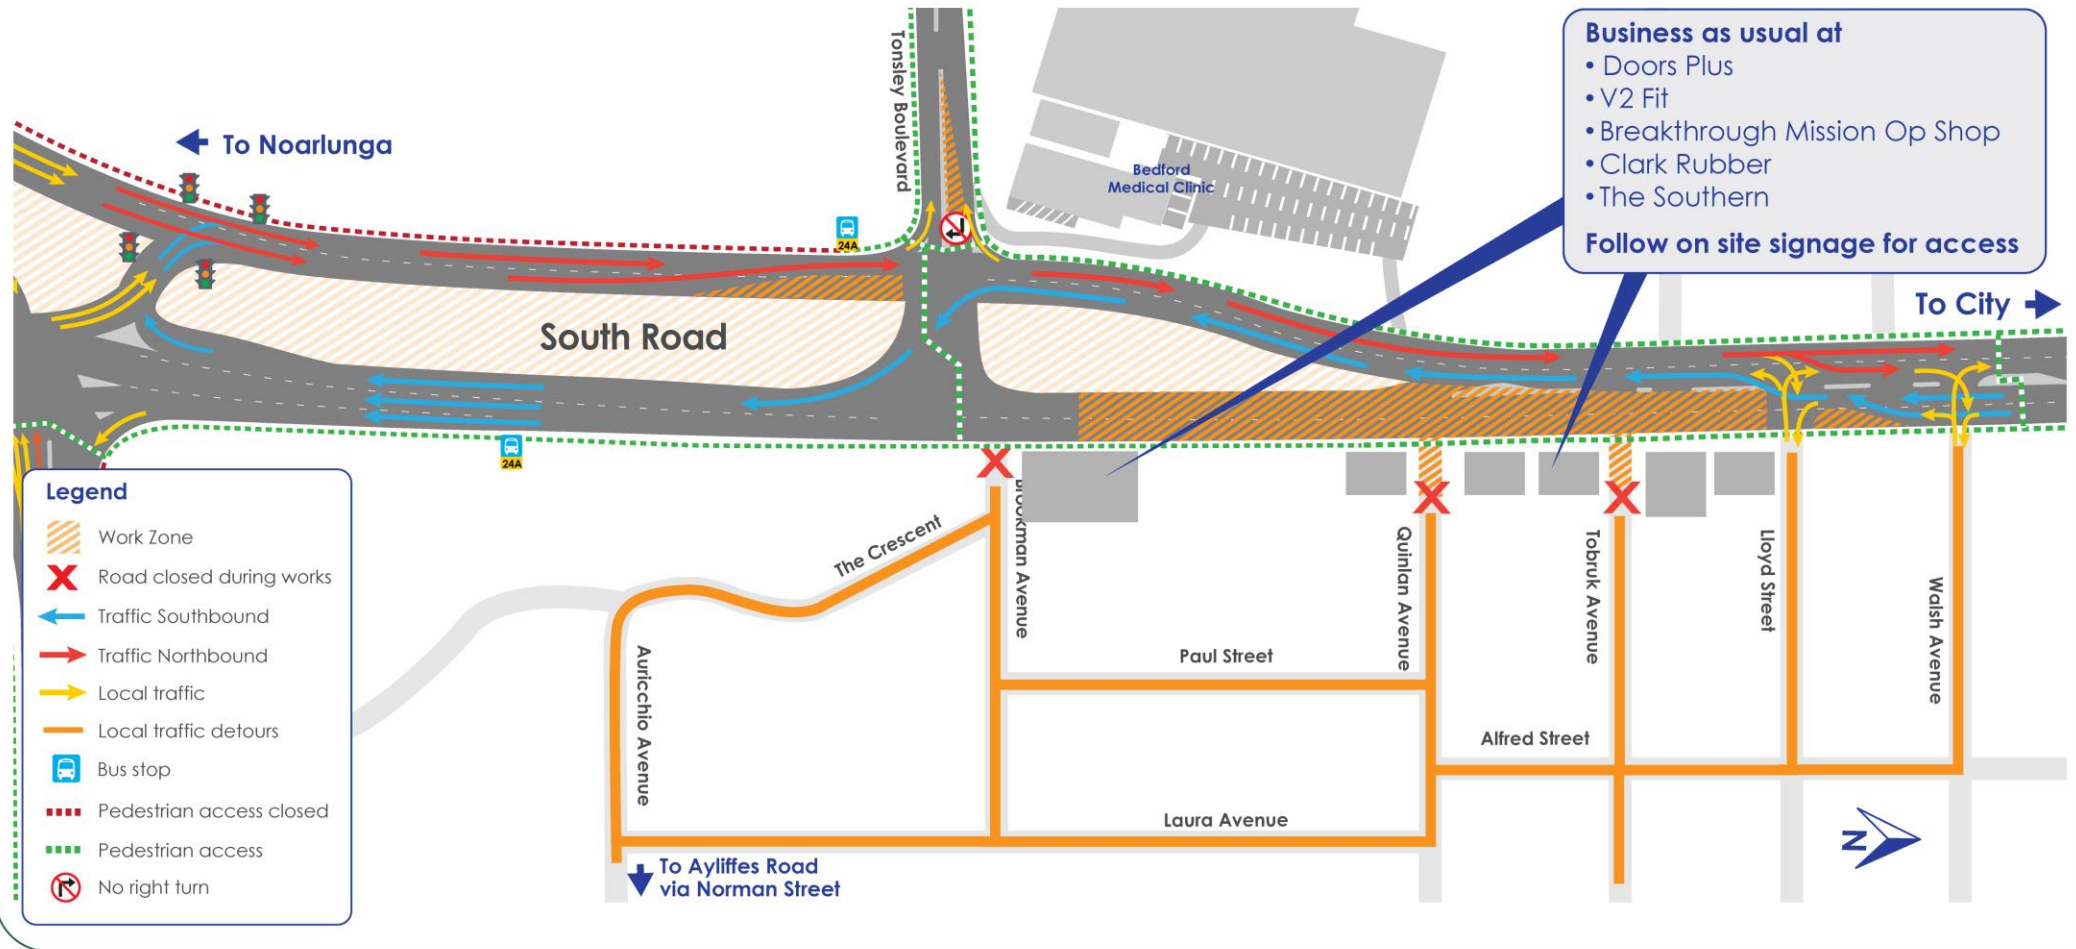 Business as usual at
• Doors Plus
• V2 Fit
• Breakthrough Mission Op Shop
• Clark Rubber
• The Southern
Follow on site signage for access
To Noarlunga
Tonsley Boulevard
Bedford
Medical Clinic
24A
To City
South Road
24A
Legend
Work Zone
Road closed during works
Traffic Southbound
Traffic Northbound
Local traffic
Local traffic detours
Bus stop
Pedestrian access closed
Pedestrian access
No right turn
The Crescent
Brookman Avenue
Quinlan Avenue
Tobruk Avenue
Lloyd Street
Walsh Avenue
Auricchio Avenue
Paul Street
Alfred Street
Laura Avenue
To Ayliffes Road
via Norman Street
N